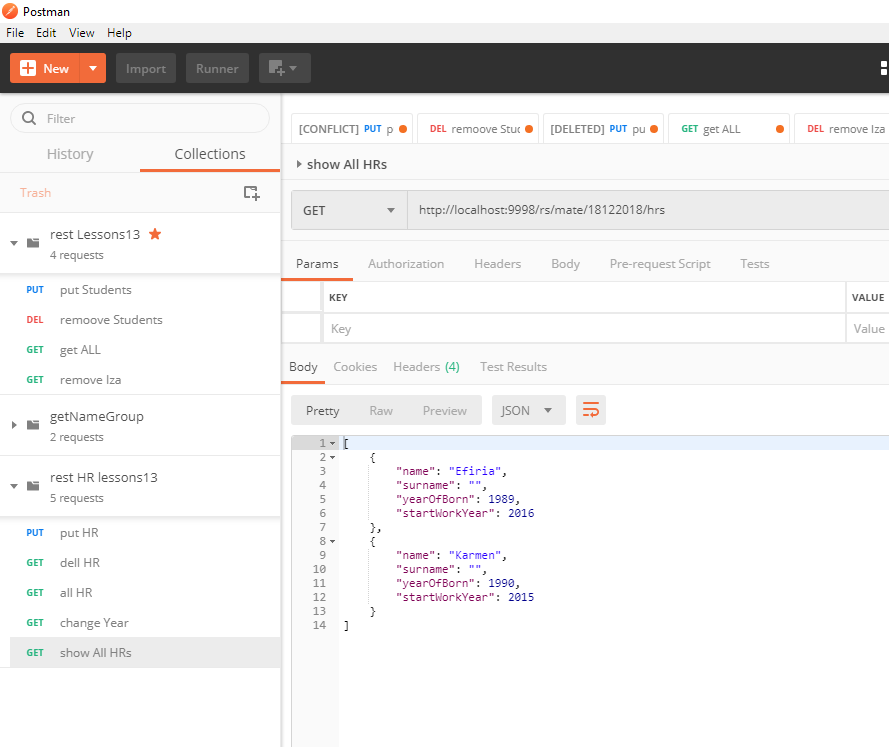 Postman
File Edit View Help
New Import Runner
Filter
History Collections
Trash
rest Lessons13
4 requests
PUT put Students
DEL remoove Students
GET get ALL
GET remove Iza
getNameGroup
2 requests
rest HR lessons13
5 requests
PUT put HR
GET dell HR
GET all HR
GET change Year
GET show All HRs
[CONFLICT] PUT p DEL remoove Stuc [DELETED] PUT pu GET get ALL DEL remove Iza
show All HRs
GET http://localhost:9998/rs/mate/18122018/hrs
Params Authorization Headers Body Pre-request Script Tests
KEY VALUE
Key Value
Body Cookies Headers (4) Test Results
Pretty Raw Preview JSON
1 [
2 {
3 "name": "Efiria",
4 "surname": "",
5 "yearOfBorn": 1989,
6 "startWorkYear": 2016
7 },
8 {
9 "name": "Karmen",
10 "surname": "",
11 "yearOfBorn": 1990,
12 "startWorkYear": 2015
13 }
14 ]